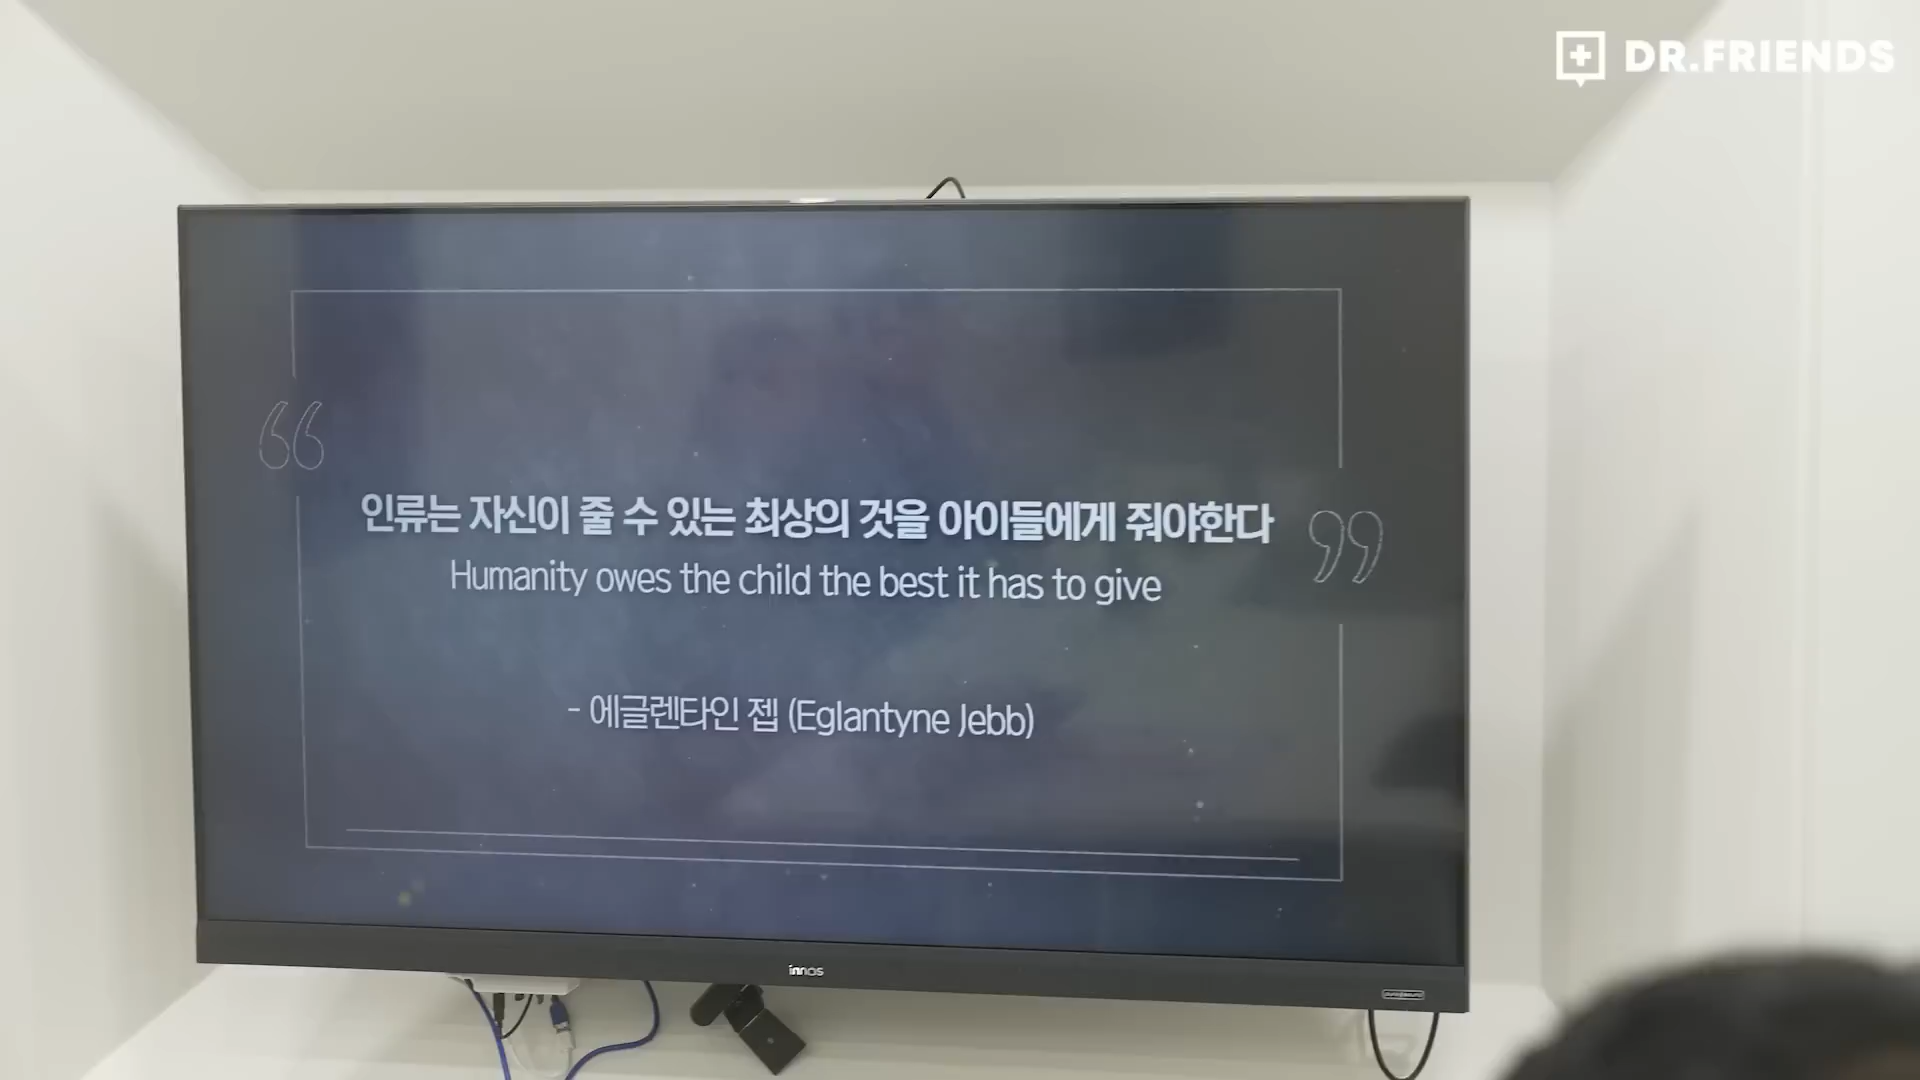 DR.FRIENDS
“
인류는 자신이 줄 수 있는 최상의 것을 아이들에게 줘야한다
”
Humanity owes the child the best it has to give
- 에글렌타인 젭 (Eglantyne Jebb)
innos